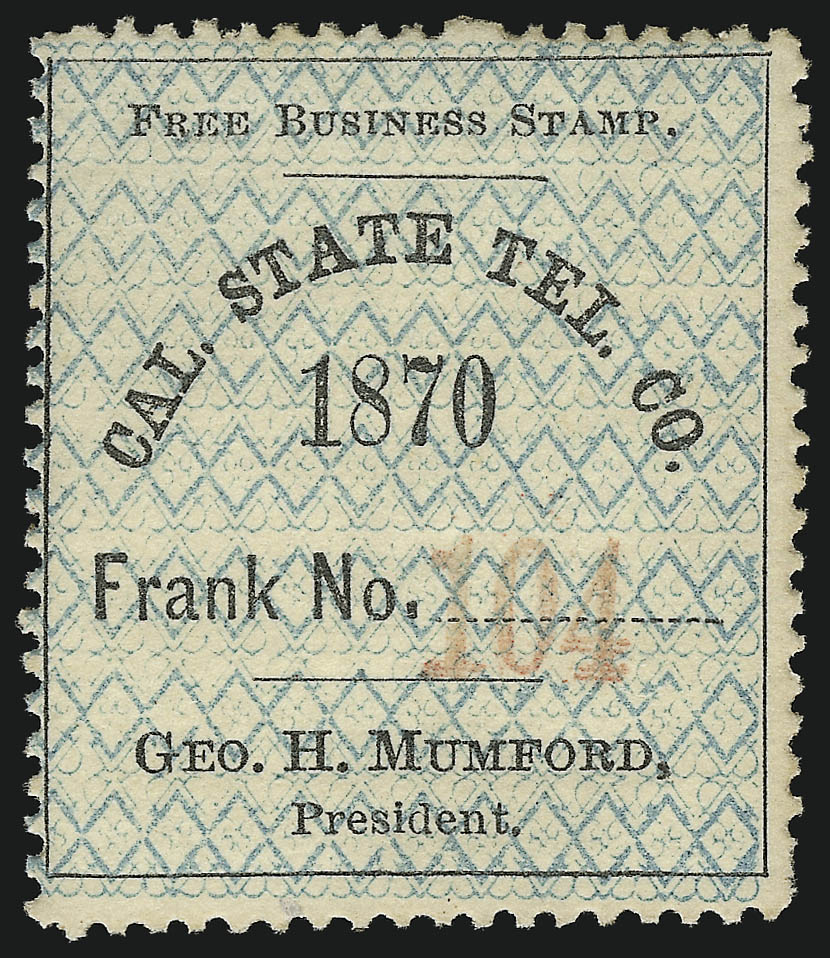 FREE BUSINESS STAMP.
CAL. STATE TEL. CO.
1870
Frank No. 104
GEO. H. MUMFORD,
President.